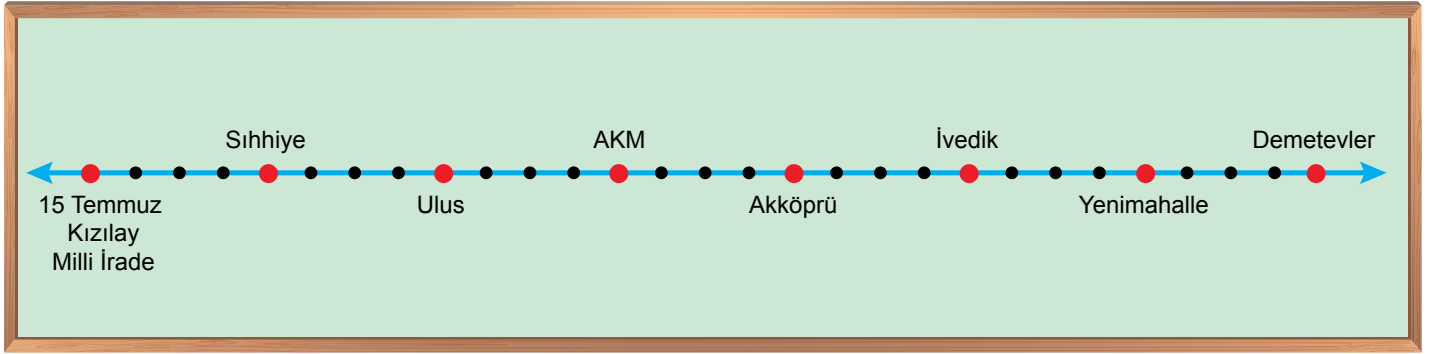 Sıhhiye
AKM
İvedik
Demetevler
15 Temmuz
Kızılay
Milli İrade
Ulus
Akköprü
Yenimahalle